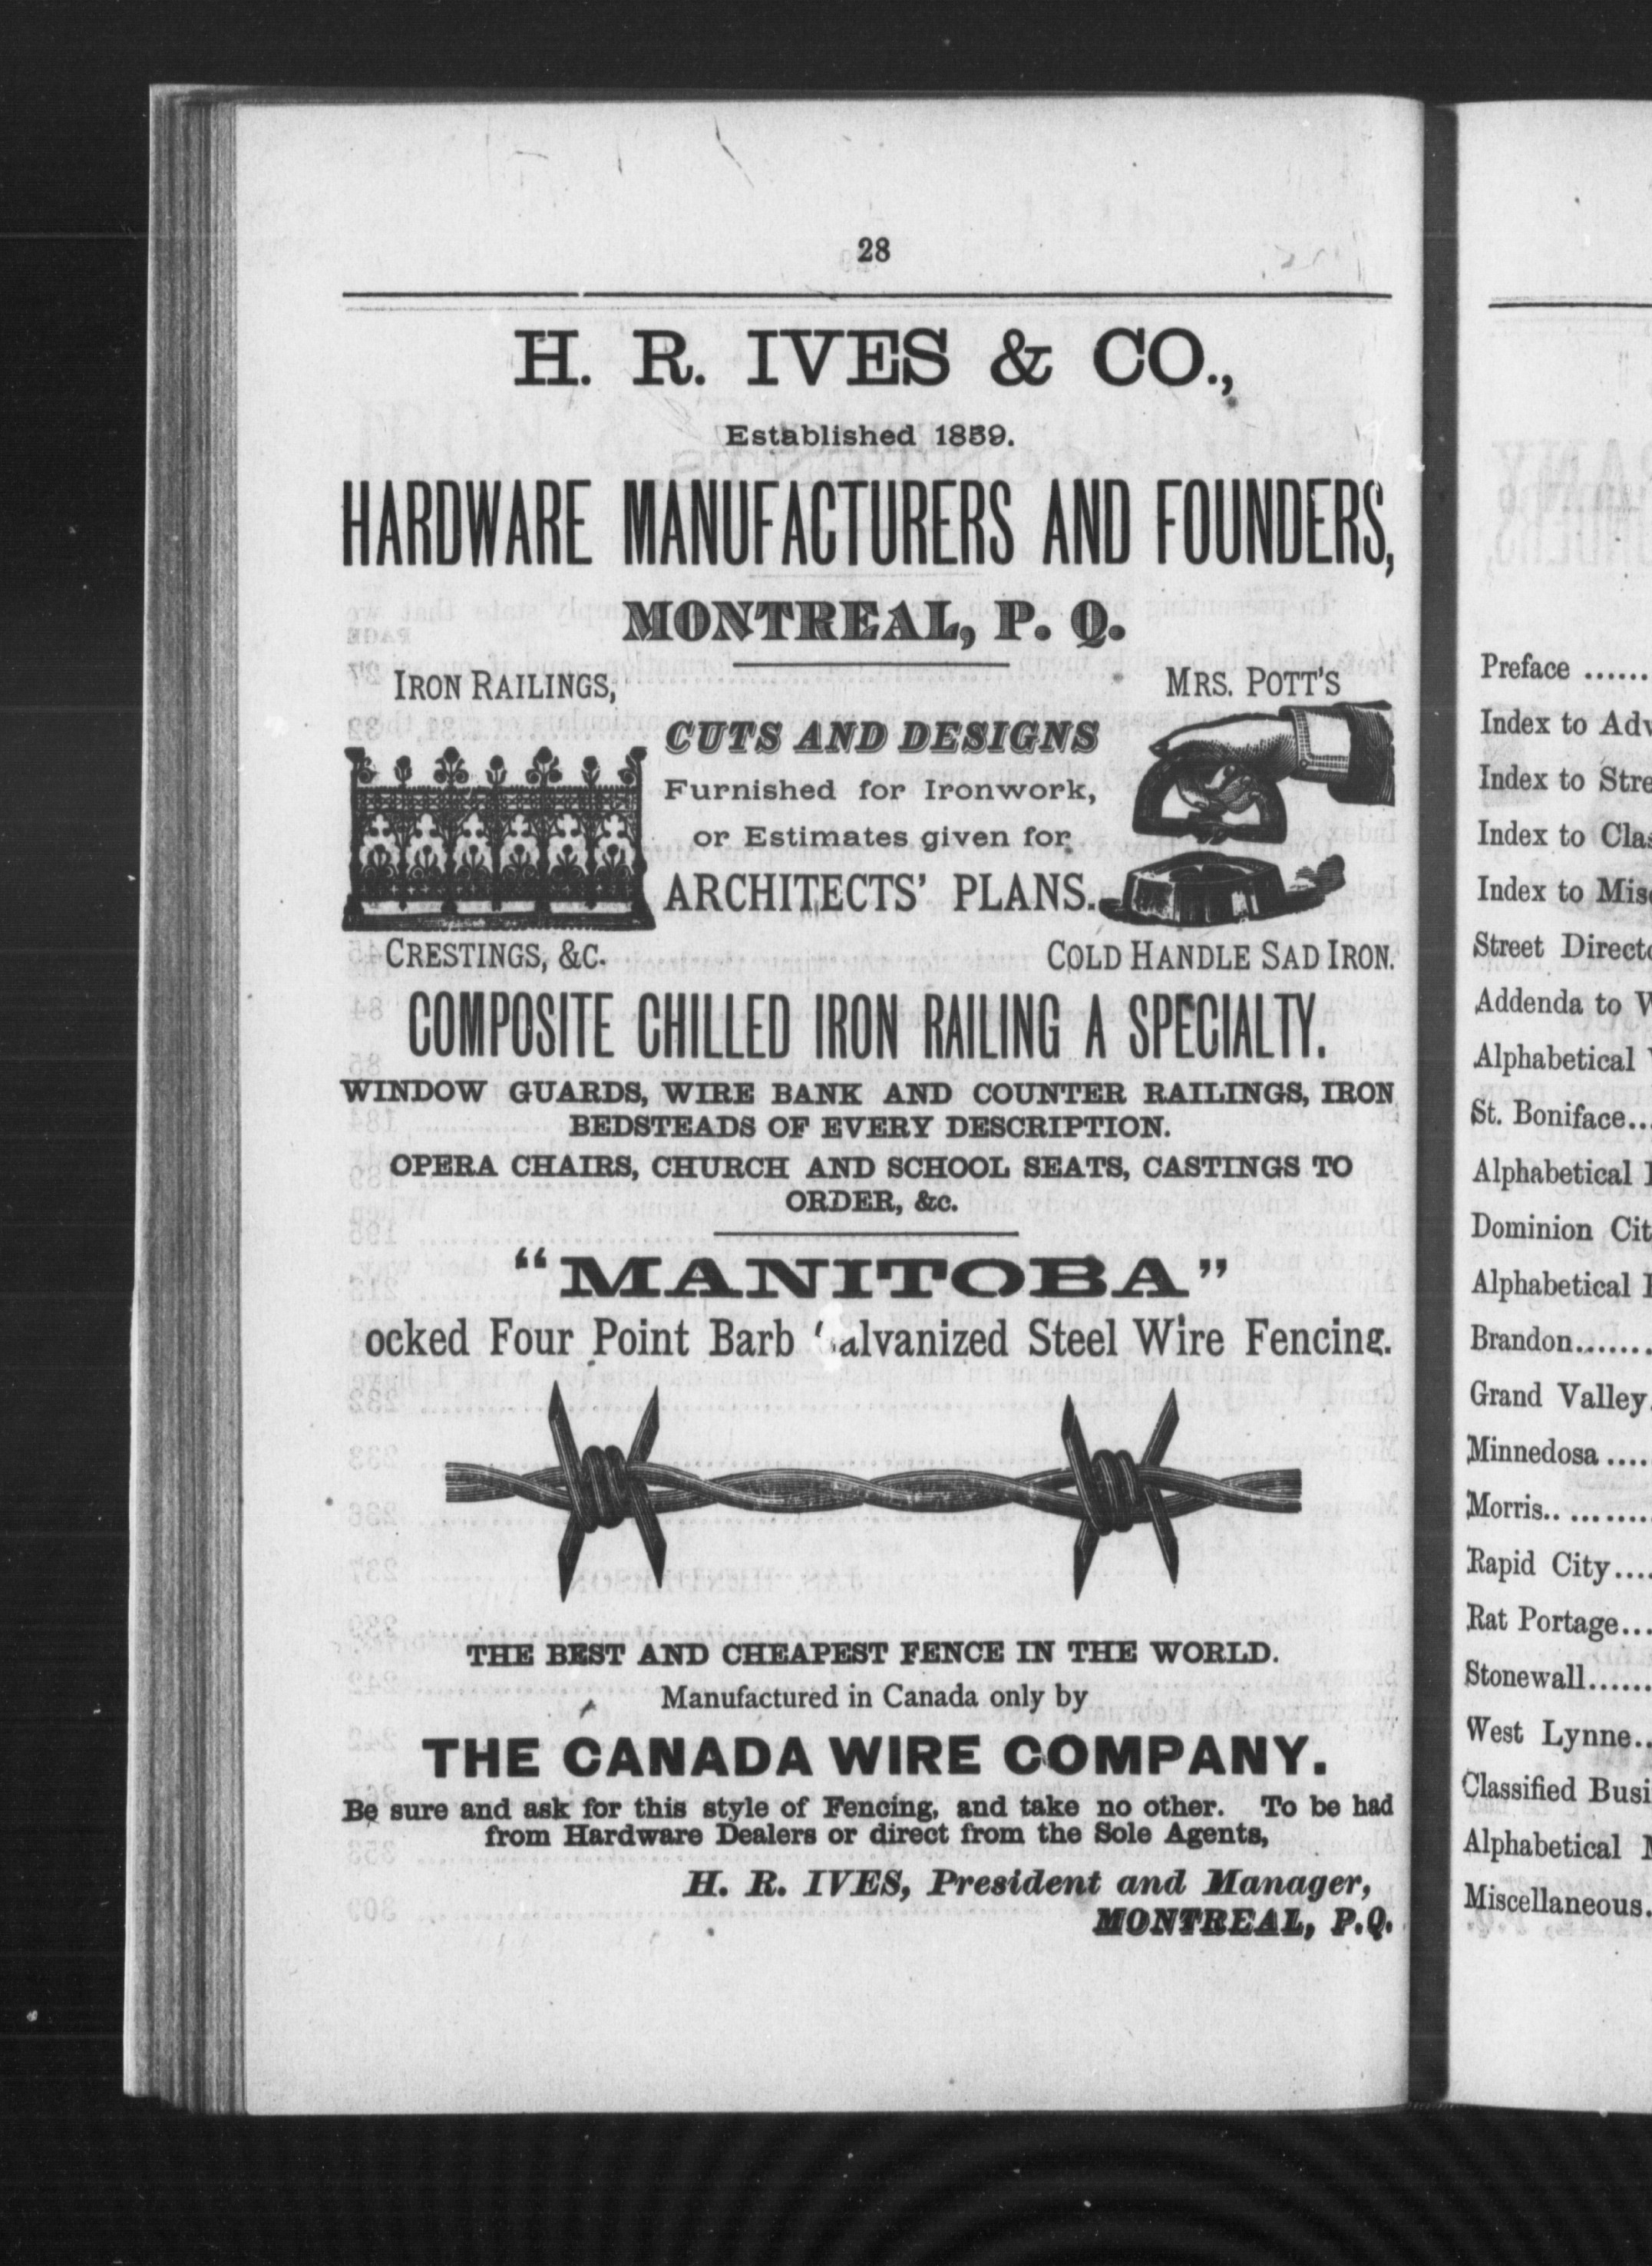 28
H. R. IVES & CO.,
Established 1859.
HARDWARE MANUFACTURERS AND FOUNDERS,
MONTREAL, P. Q.
IRON RAILINGS,
CRESTINGS, &C.
CUTS AND DESIGNS
Furnished for Ironwork,
or Estimates given for
ARCHITECTS' PLANS.
MRS. POTT'S
COLD HANDLE SAD IRON.
COMPOSITE CHILLED IRON RAILING A SPECIALTY.
WINDOW GUARDS, WIRE BANK AND COUNTER RAILINGS, IRON
BEDSTEADS OF EVERY DESCRIPTION.
OPERA CHAIRS, CHURCH AND SCHOOL SEATS, CASTINGS TO
ORDER, &c.
"MANITOBA"
ocked Four Point Barb alvanized Steel Wire Fencing.
THE BEST AND CHEAPEST FENCE IN THE WORLD.
Manufactured in Canada only by
THE CANADA WIRE COMPANY.
Be sure and ask for this style of Fencing, and take no other. To be had
from Hardware Dealers or direct from the Sole Agents,
H. R. IVES, President and Manager,
MONTREAL, P.Q.
Preface ......
Index to Adv
Index to Stre
Index to Clas
Index to Mis
Street Direct
Addenda to
Alphabetical
St. Boniface...
Alphabetical
Dominion Cit
Alphabetical
Brandon.......
Grand Valley
Minnedosa ....
Morris.. ........
Rapid City....
Rat Portage...
Stonewall......
West Lynne..
Classified Busi
Alphabetical
Miscellaneous.